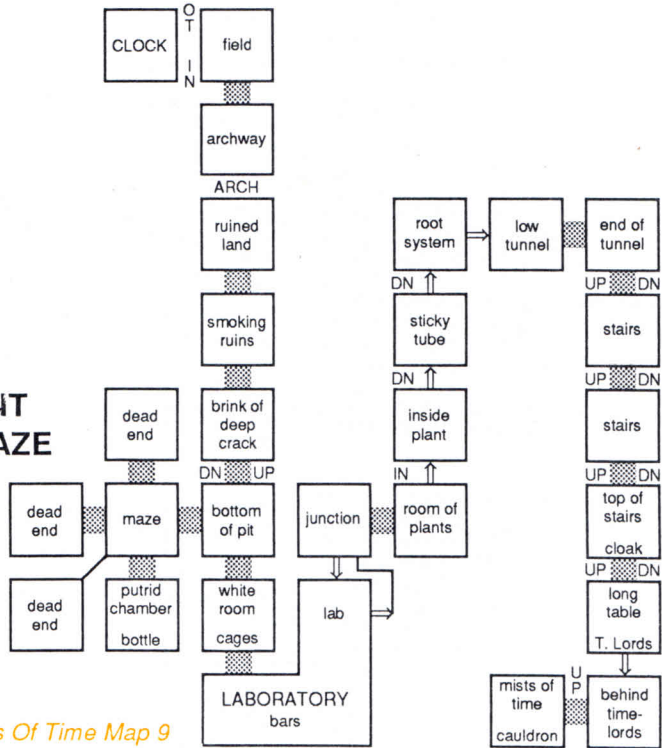 CLOCK
OT
IN
field
archway
ARCH
ruined
land
smoking
ruins
brink of
deep
crack
DN UP
dead
end
dead
end
maze
bottom
of pit
dead
end
putrid
chamber
bottle
white
room
cages
LABORATORY
bars
lab
junction
room of
plants
IN
inside
plant
DN
sticky
tube
DN
root
system
low
tunnel
end of
tunnel
UP DN
stairs
UP DN
stairs
UP DN
top of
stairs
cloak
UP DN
long
table
T. Lords
behind
time-
lords
UP
mists of
time
cauldron
Of Time Map 9